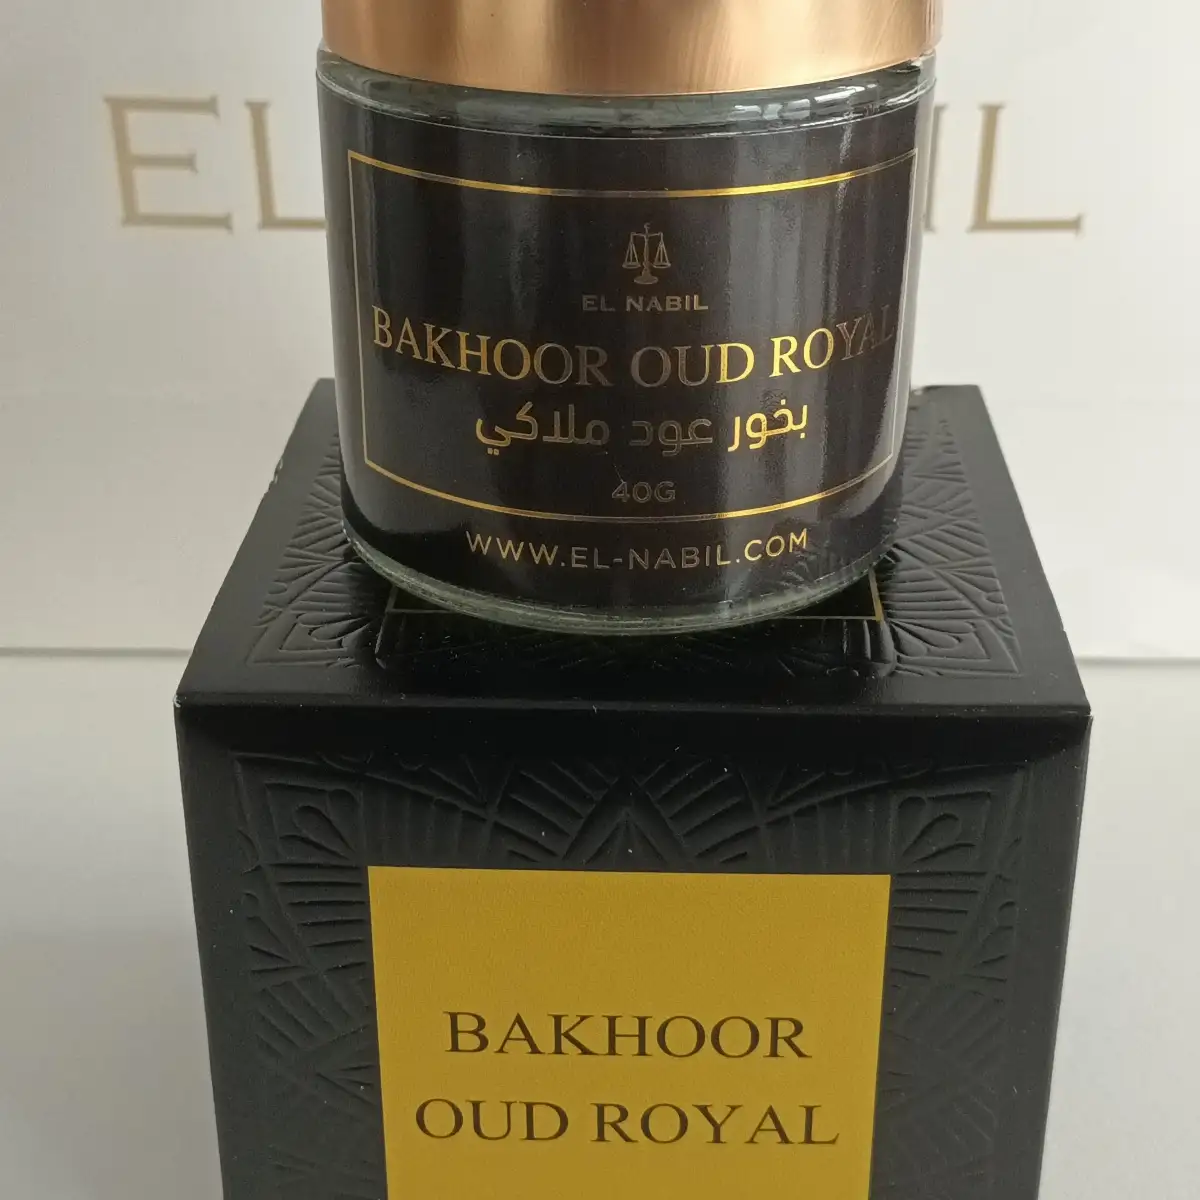 EL NABIL
BAKHOOR OUD ROYAL
بخور عود ملاكي
40G
WWW.EL-NABIL.COM
BAKHOOR
OUD ROYAL